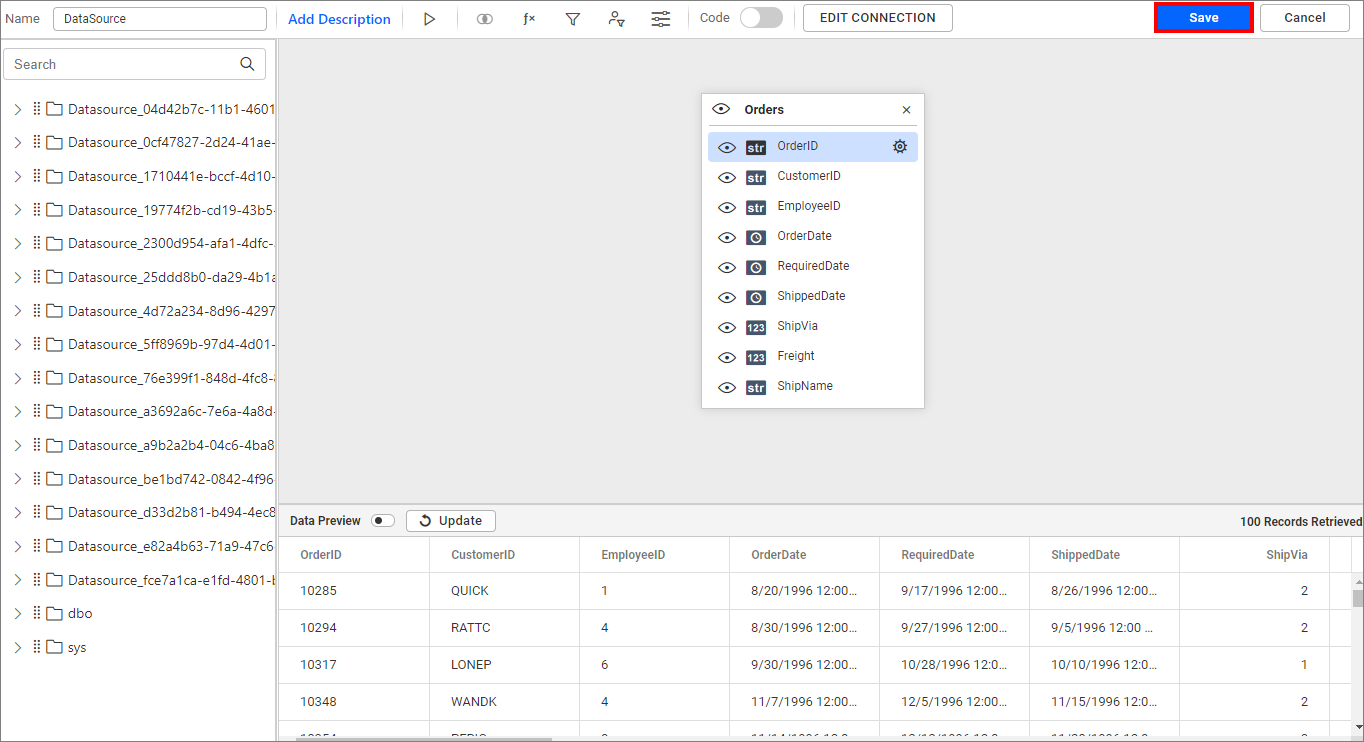 Name DataSource Add Description f× Code EDIT CONNECTION Save Cancel
Search
Datasource_04d42b7c-11b1-4601
Datasource_0cf47827-2d24-41ae-
Datasource_1710441e-bccf-4d10-
Datasource_19774f2b-cd19-43b5-
Datasource_2300d954-afa1-4dfc-
Datasource_25ddd8b0-da29-4b1a
Datasource_4d72a234-8d96-4297
Datasource_5ff8969b-97d4-4d01-
Datasource_76e399f1-848d-4fc8-
Datasource_a3692a6c-7e6a-4a8d-
Datasource_a9b2a2b4-04c6-4ba8
Datasource_be1bd742-0842-4f96-
Datasource_d33d2b81-b494-4ec8
Datasource_e82a4b63-71a9-47c6-
Datasource_fce7a1ca-e1fd-4801-
dbo
sys
Orders
str OrderID
str CustomerID
str EmployeeID
OrderDate
RequiredDate
ShippedDate
123 ShipVia
123 Freight
str ShipName
Data Preview Update 100 Records Retrieved
OrderID CustomerID EmployeeID OrderDate RequiredDate ShippedDate ShipVia
10285 QUICK 1 8/20/1996 12:00... 9/17/1996 12:00... 8/26/1996 12:00... 2
10294 RATTC 4 8/30/1996 12:00... 9/27/1996 12:00... 9/5/1996 12:00 ... 2
10317 LONEP 6 9/30/1996 12:00... 10/28/1996 12:0... 10/10/1996 12:0... 1
10348 WANDK 4 11/7/1996 12:00... 12/5/1996 12:00... 11/15/1996 12:0... 2